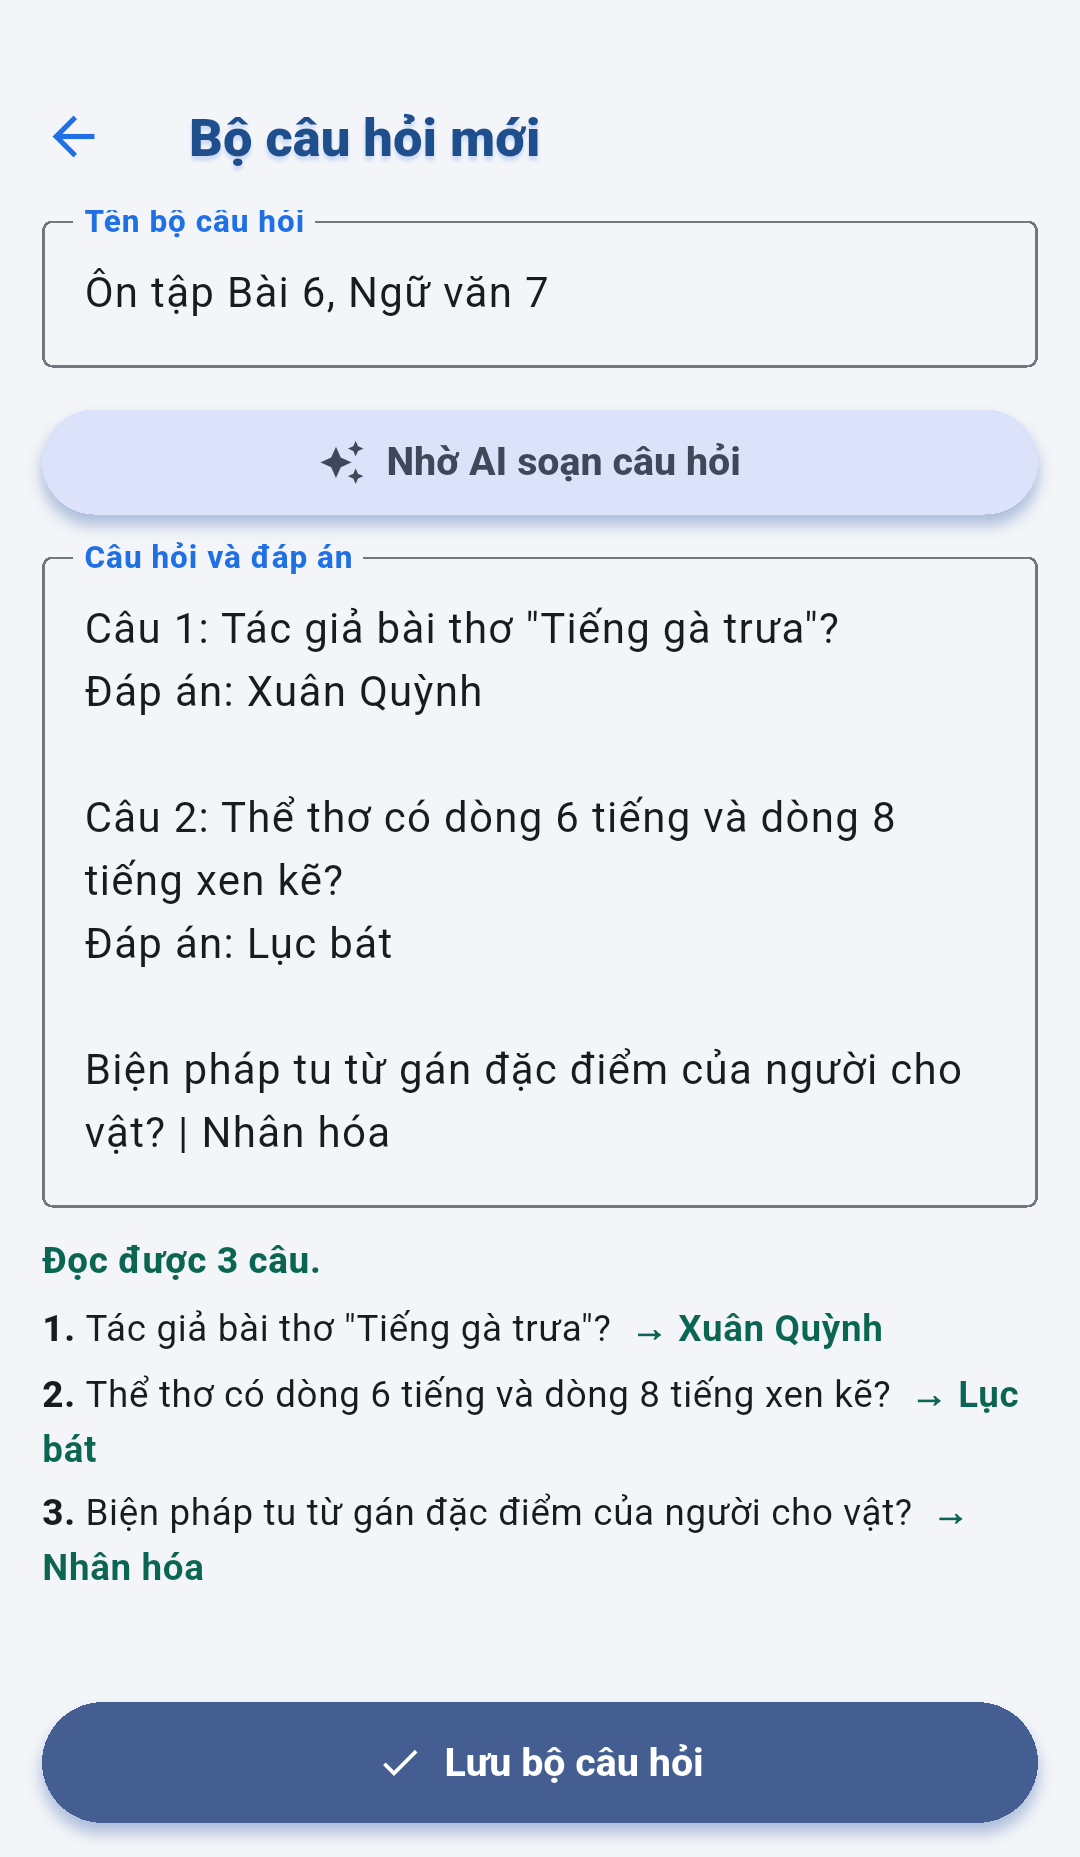 Bộ câu hỏi mới
Tên bộ câu hỏi
Ôn tập Bài 6, Ngữ văn 7
Nhờ AI soạn câu hỏi
Câu hỏi và đáp án
Câu 1: Tác giả bài thơ "Tiếng gà trưa"?
Đáp án: Xuân Quỳnh
Câu 2: Thể thơ có dòng 6 tiếng và dòng 8
tiếng xen kẽ?
Đáp án: Lục bát
Biện pháp tu từ gán đặc điểm của người cho
vật? | Nhân hóa
Đọc được 3 câu.
1. Tác giả bài thơ "Tiếng gà trưa"? → Xuân Quỳnh
2. Thể thơ có dòng 6 tiếng và dòng 8 tiếng xen kẽ? → Lục
bát
3. Biện pháp tu từ gán đặc điểm của người cho vật? →
Nhân hóa
Lưu bộ câu hỏi